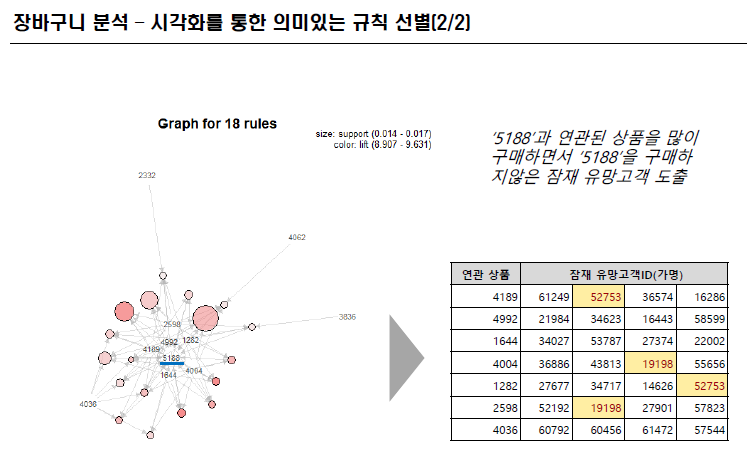 장바구니 분석 – 시각화를 통한 의미있는 규칙 선별(2/2)
Graph for 18 rules
size: support (0.014 - 0.017)
color: lift (8.907 - 9.631)
2332
4062
3836
2598
4992
1282
4189
5188
4004
1644
4036
'5188'과 연관된 상품을 많이
구매하면서 '5188'을 구매하
지않은 잠재 유망고객 도출
연관 상품 잠재 유망고객ID(가명)
4189 61249 52753 36574 16286
4992 21984 34623 16443 58599
1644 34027 53787 27374 22002
4004 36886 43813 19198 55656
1282 27677 34717 14626 52753
2598 52192 19198 27901 57823
4036 60792 60456 61472 57544